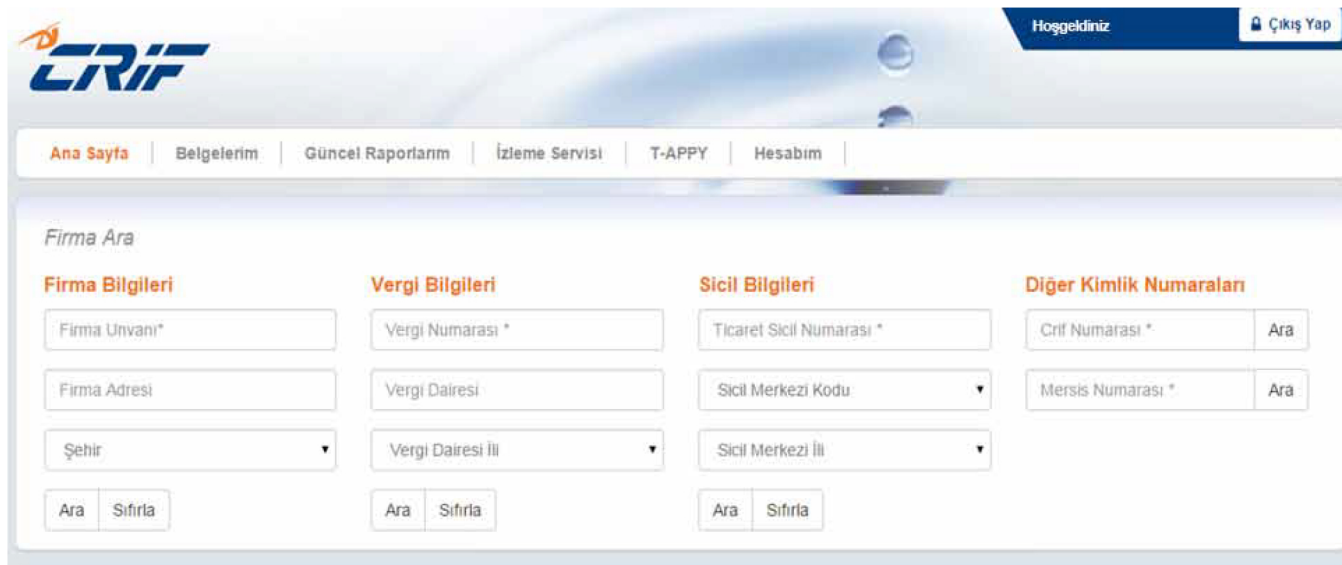 Hoşgeldiniz
Çıkış Yap
CRIF
Ana Sayfa
Belgelerim
Güncel Raporlarım
İzleme Servisi
T-APPY
Hesabım
Firma Ara
Firma Bilgileri
Vergi Bilgileri
Sicil Bilgileri
Diğer Kimlik Numaraları
Firma Unvanı*
Vergi Numarası *
Ticaret Sicil Numarası *
Crif Numarası *
Ara
Firma Adresi
Vergi Dairesi
Sicil Merkezi Kodu
Mersis Numarası *
Ara
Şehir
Vergi Dairesi İli
Sicil Merkezi İli
Ara
Sıfırla
Ara
Sıfırla
Ara
Sıfırla